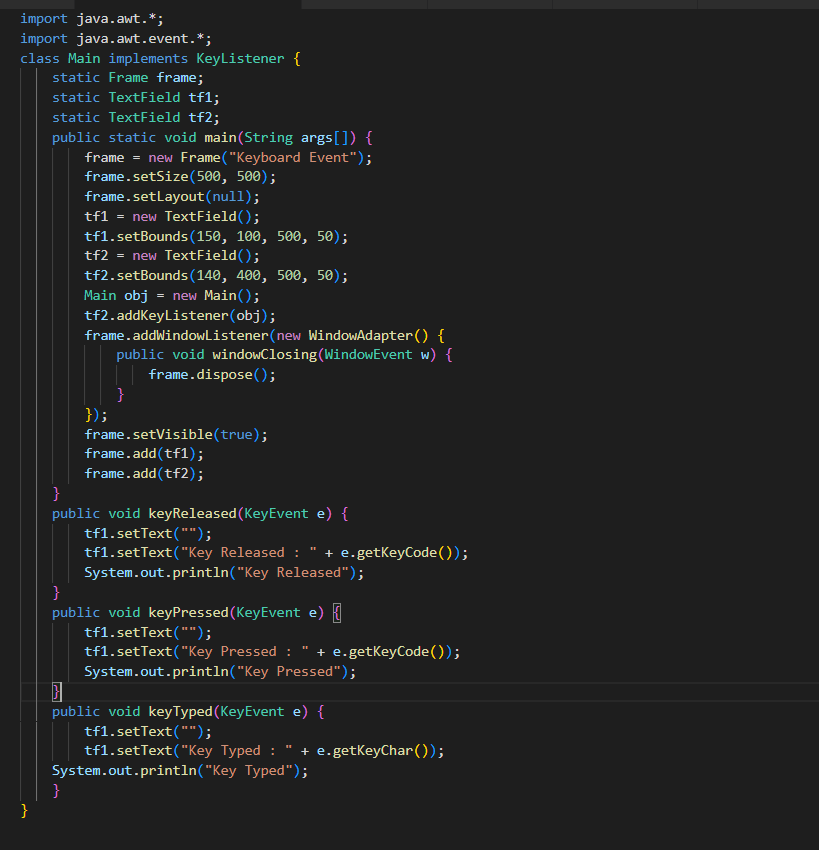 import java.awt.*;
import java.awt.event.*;
class Main implements KeyListener {
    static Frame frame;
    static TextField tf1;
    static TextField tf2;
    public static void main(String args[]) {
        frame = new Frame("Keyboard Event");
        frame.setSize(500, 500);
        frame.setLayout(null);
        tf1 = new TextField();
        tf1.setBounds(150, 100, 500, 50);
        tf2 = new TextField();
        tf2.setBounds(140, 400, 500, 50);
        Main obj = new Main();
        tf2.addKeyListener(obj);
        frame.addWindowListener(new WindowAdapter() {
            public void windowClosing(WindowEvent w) {
                frame.dispose();
            }
        });
        frame.setVisible(true);
        frame.add(tf1);
        frame.add(tf2);
    }
    public void keyReleased(KeyEvent e) {
        tf1.setText("");
        tf1.setText("Key Released : " + e.getKeyCode());
        System.out.println("Key Released");
    }
    public void keyPressed(KeyEvent e) {
        tf1.setText("");
        tf1.setText("Key Pressed : " + e.getKeyCode());
        System.out.println("Key Pressed");
    }
    public void keyTyped(KeyEvent e) {
        tf1.setText("");
        tf1.setText("Key Typed : " + e.getKeyChar());
    System.out.println("Key Typed");
    }
}